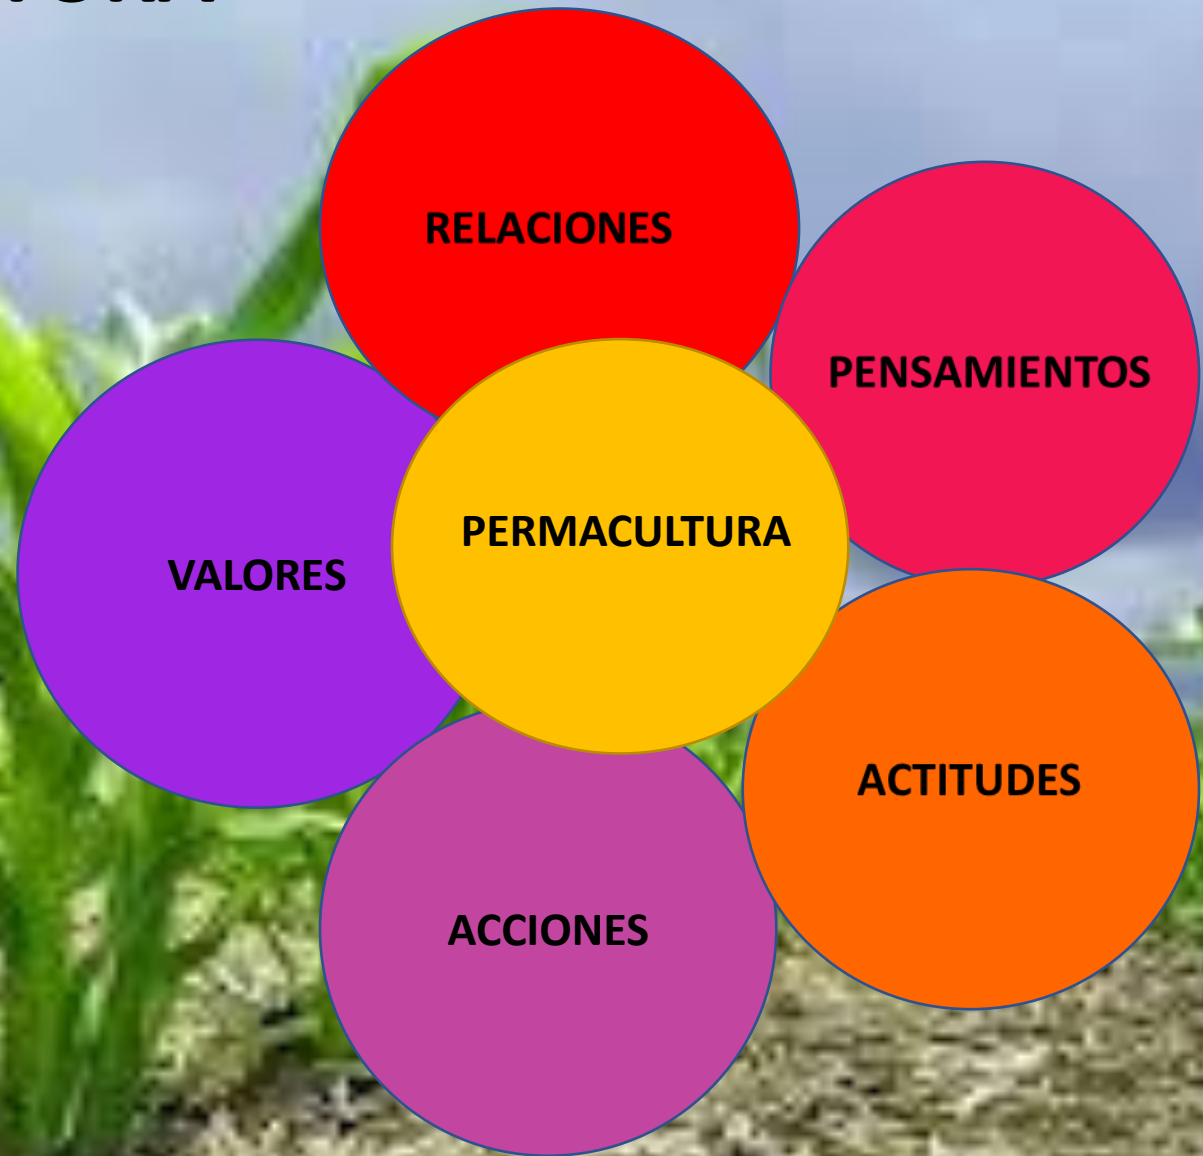 RELACIONES
PENSAMIENTOS
PERMACULTURA
VALORES
ACTITUDES
ACCIONES